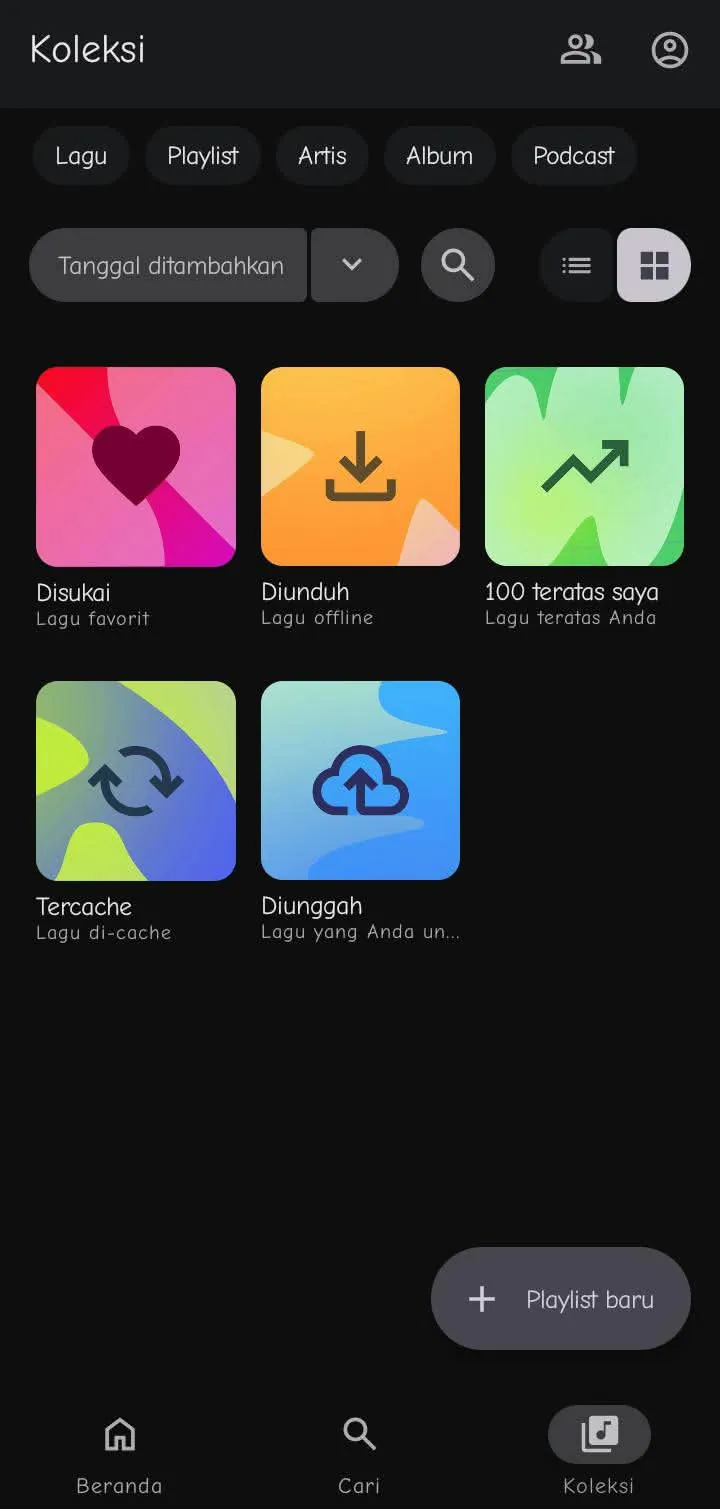 Koleksi
Lagu Playlist Artis Album Podcast
Tanggal ditambahkan
Disukai Diunduh 100 teratas saya
Lagu favorit Lagu offline Lagu teratas Anda
Tercache Diunggah
Lagu di-cache Lagu yang Anda un...
Playlist baru
Beranda Cari Koleksi